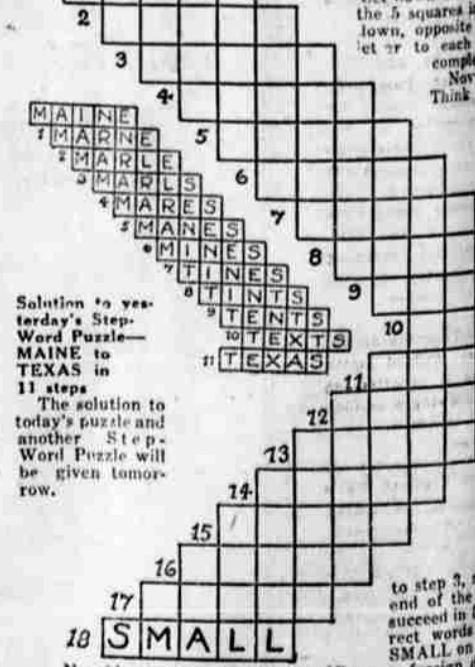 the 5 squares i
lown, opposite
to each
compl
Nov
Think
2
3
4
5
6
7
8
9
10
11
12
13
14
15
16
17
18 SMALL
MAINE
1 MARNE
2 MARLE
3 MARLS
4 MARES
5 MANES
6 MINES
7 TINES
8 TINTS
9 TENTS
10 TEXTS
11 TEXAS
Solution to yes-
terday's Step-
Word Puzzle—
MAINE to
TEXAS in
11 steps
The solution to
today's puzzle and
another Step-
Word Puzzle will
be given tomor-
row.
to step 3,
end of the
succeed in
rect word
SMALL on